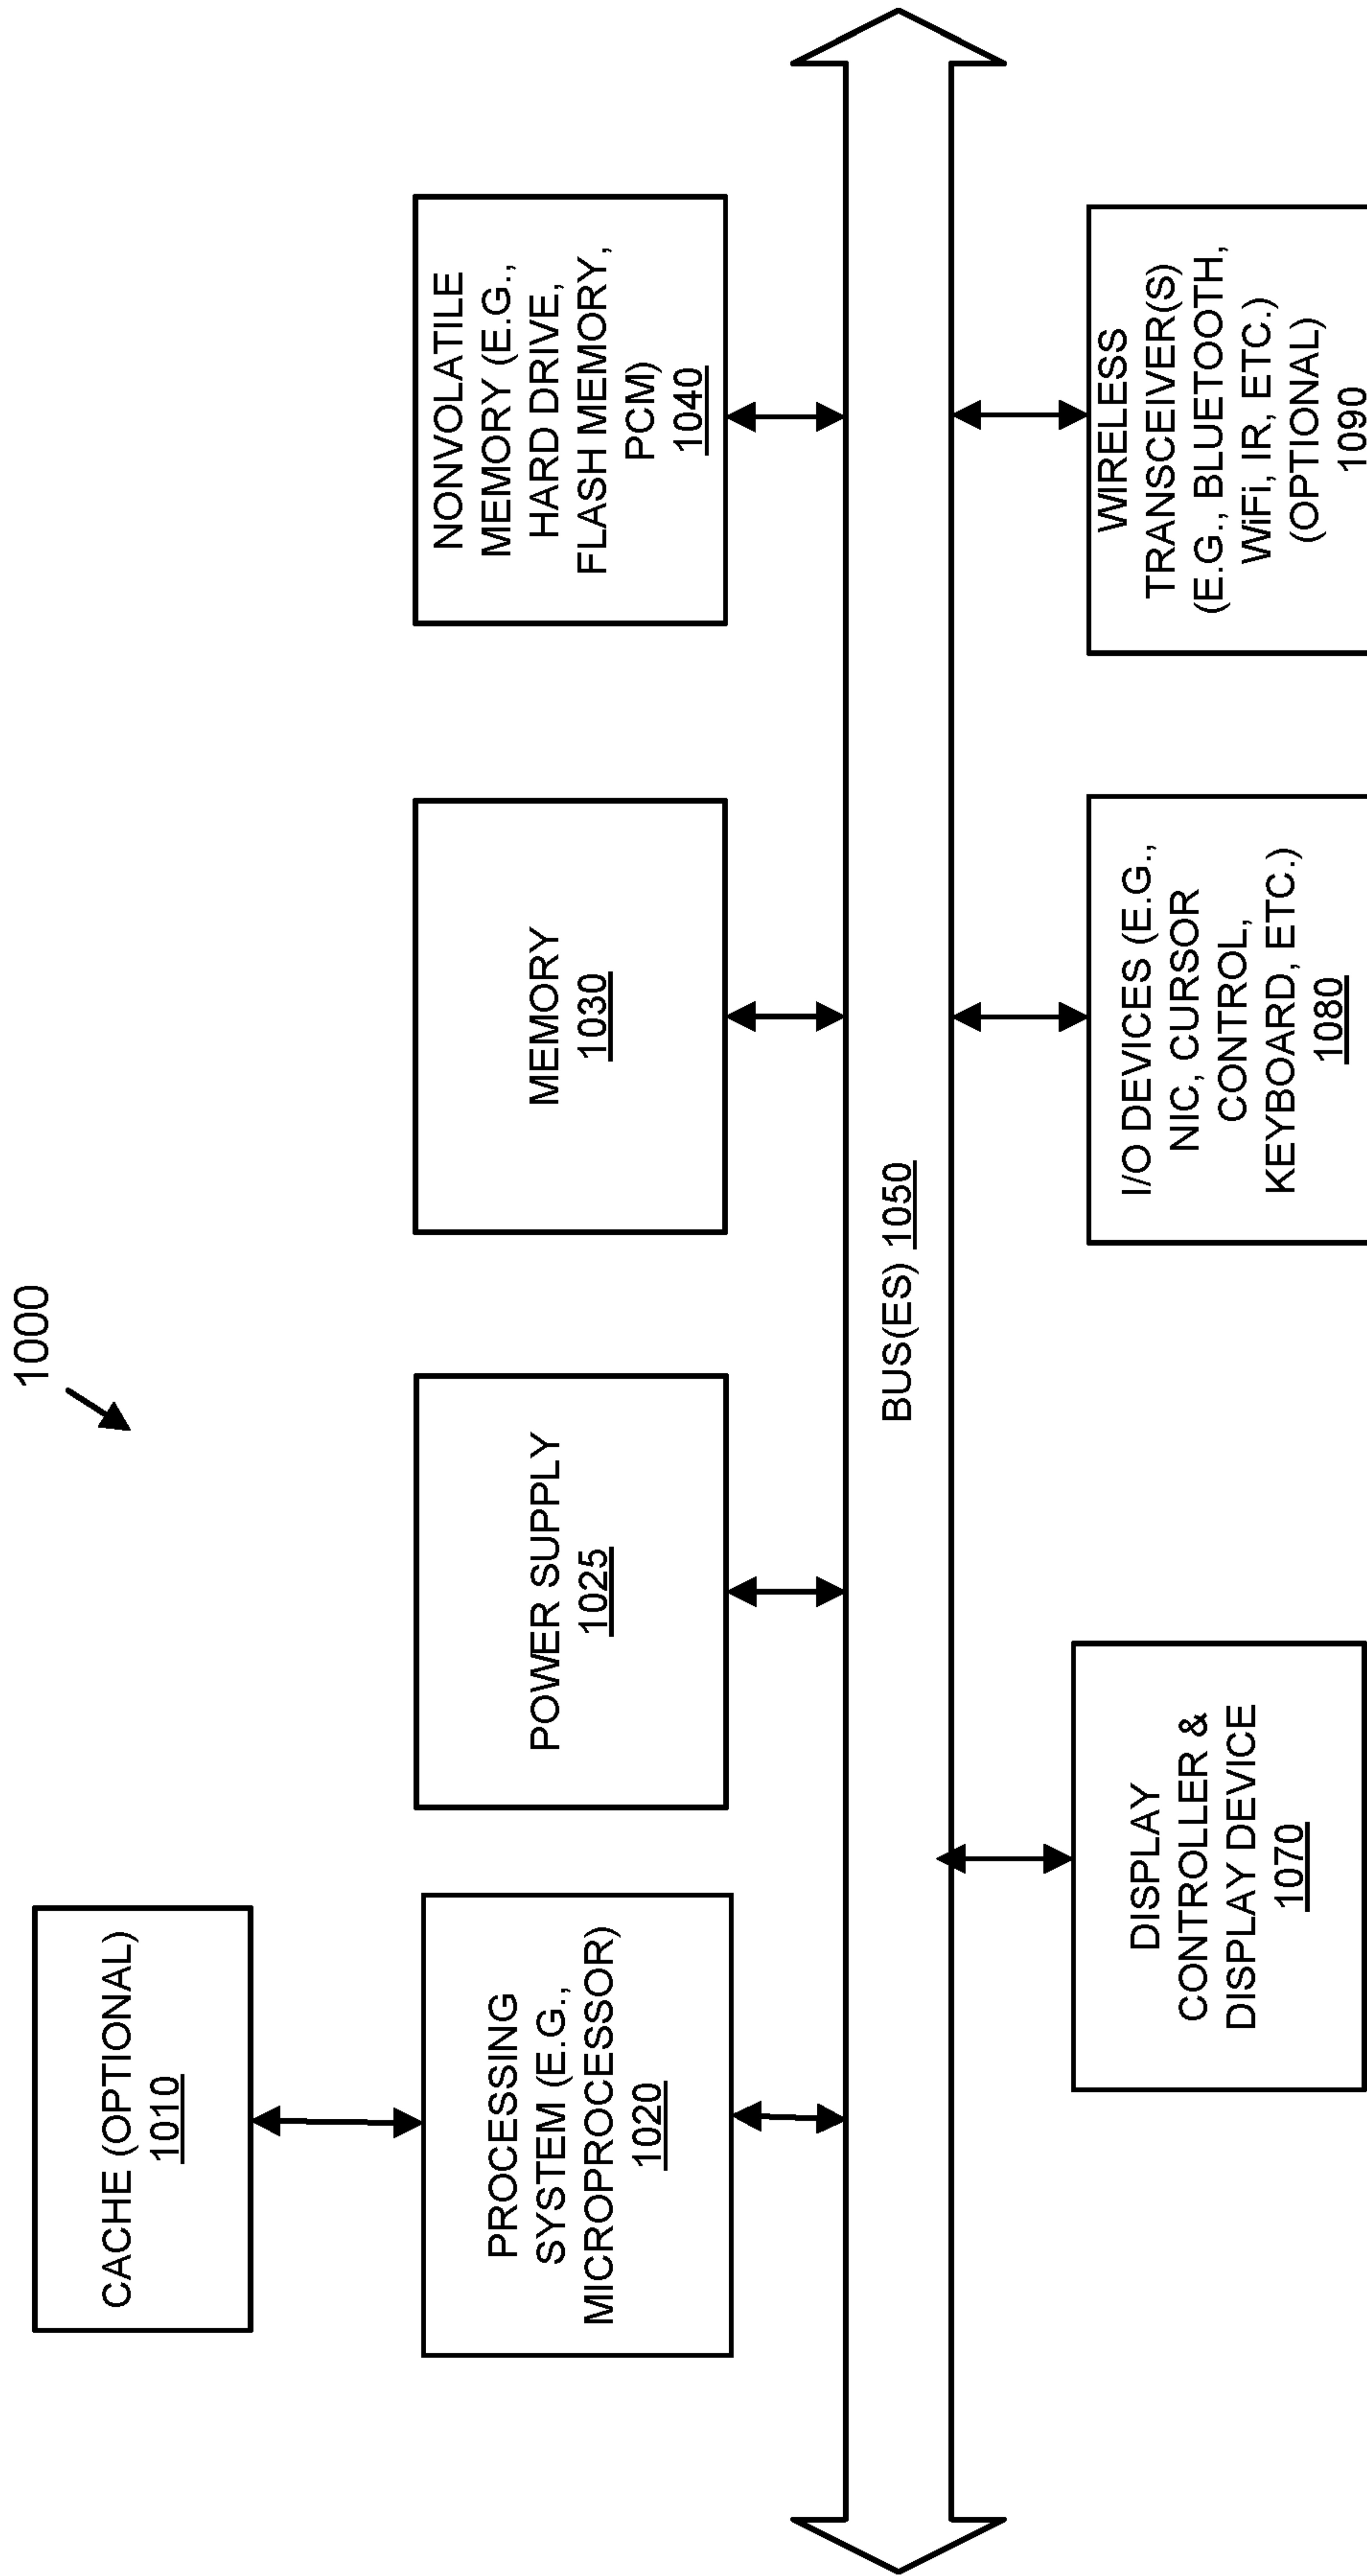 1000
CACHE (OPTIONAL)
1010
PROCESSING
SYSTEM (E.G.,
MICROPROCESSOR)
1020
POWER SUPPLY
1025
MEMORY
1030
NONVOLATILE
MEMORY (E.G.,
HARD DRIVE,
FLASH MEMORY,
PCM)
1040
BUS(ES) 1050
DISPLAY
CONTROLLER &
DISPLAY DEVICE
1070
I/O DEVICES (E.G.,
NIC, CURSOR
CONTROL,
KEYBOARD, ETC.)
1080
WIRELESS
TRANSCEIVER(S)
(E.G., BLUETOOTH,
WiFi, IR, ETC.)
(OPTIONAL)
1090